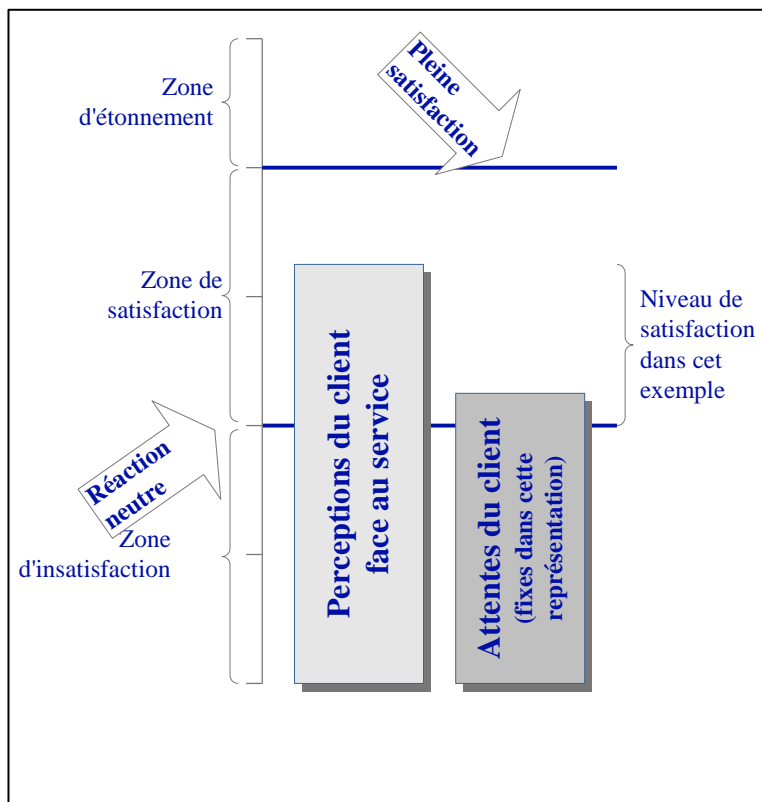 Zone
d'étonnement
Pleine
satisfaction
Zone de
satisfaction
Niveau de
satisfaction
dans cet
exemple
Réaction
neutre
Zone
d'insatisfaction
Perceptions du client
face au service
Attentes du client
(fixes dans cette
représentation)